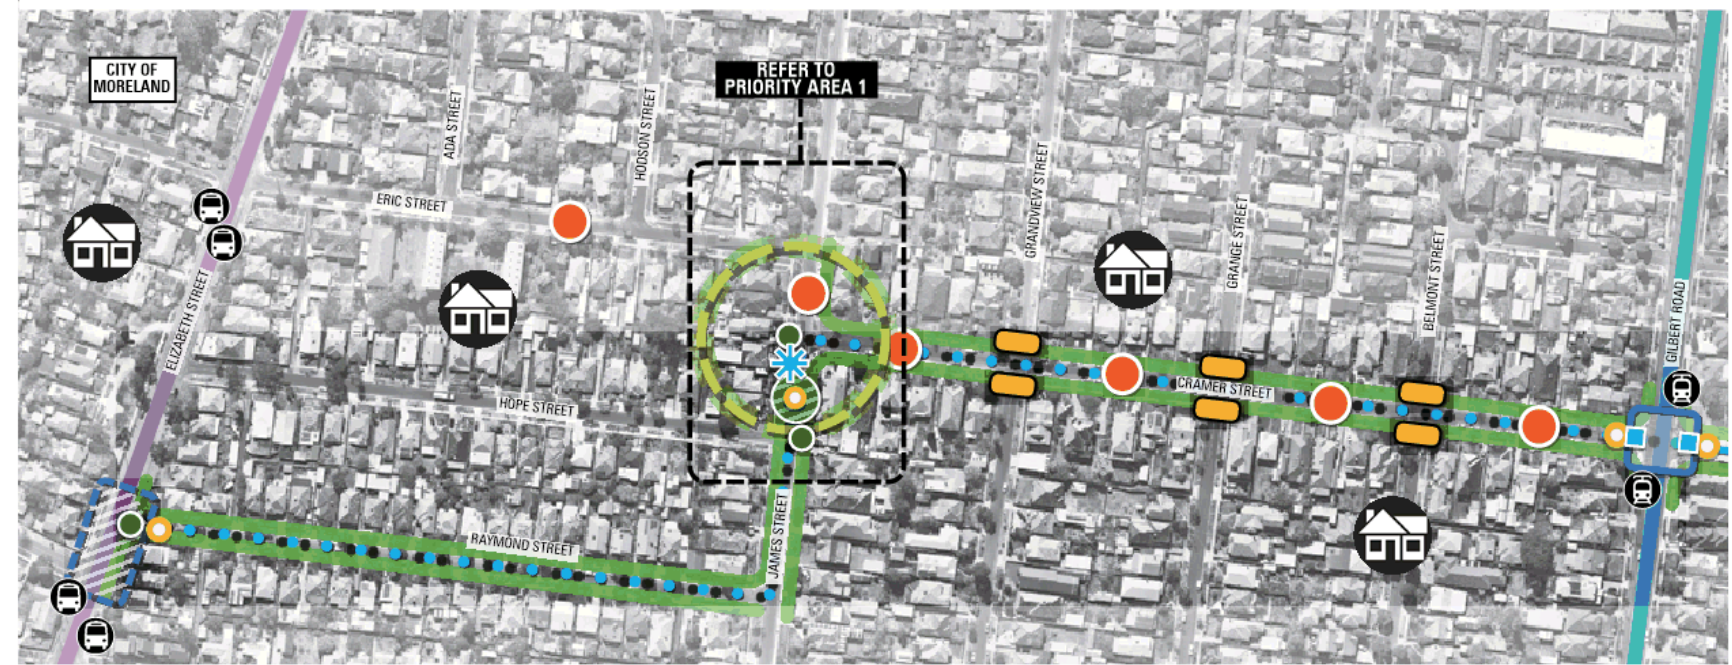 CITY OF
MORELAND
REFER TO
PRIORITY AREA 1
ADA STREET
HODSON STREET
ERIC STREET
GRANDVIEW STREET
GRANGE STREET
BELMONT STREET
GILBERT ROAD
ELIZABETH STREET
HOPE STREET
CRAMER STREET
RAYMOND STREET
JAMES STREET